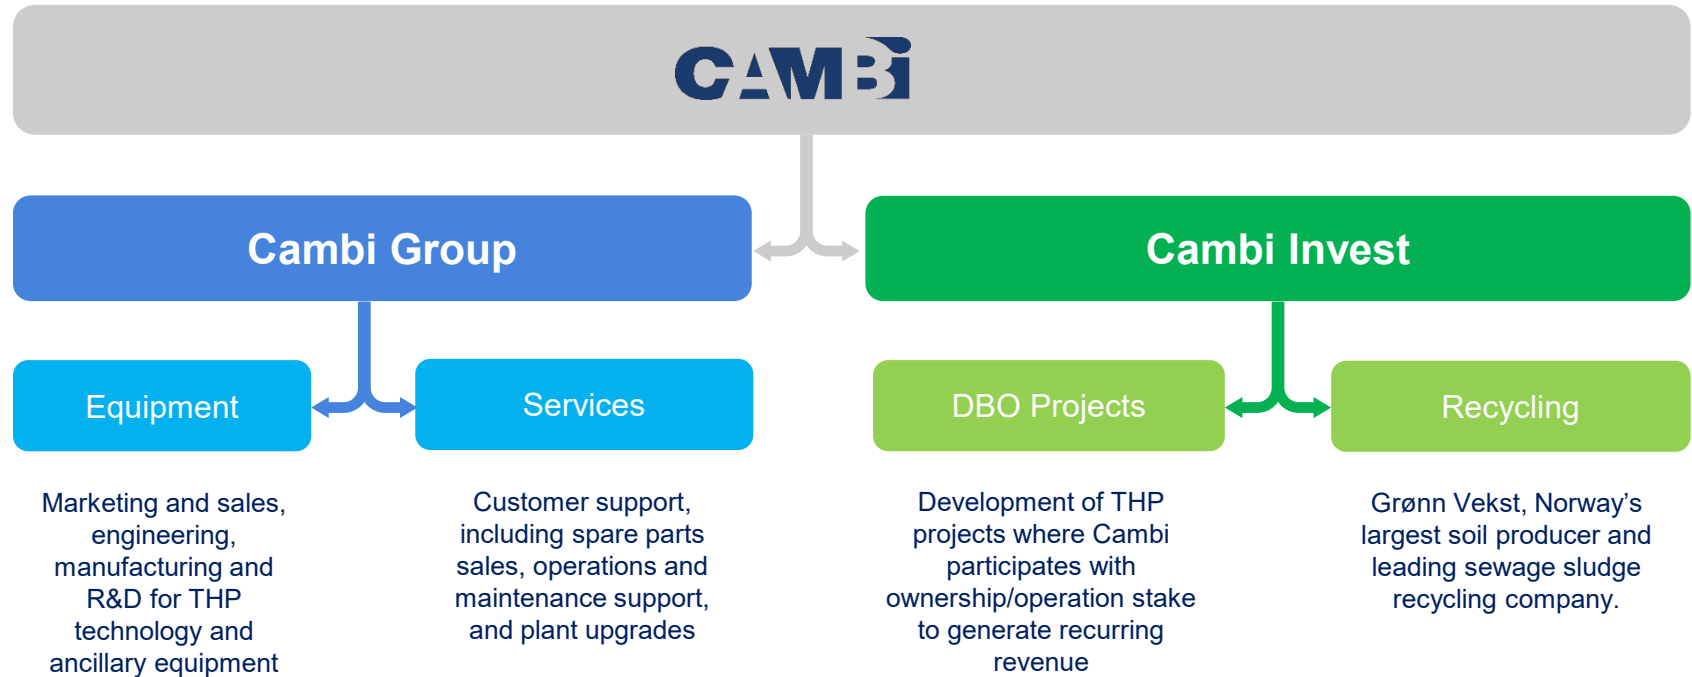 CAMBi
Cambi Group
Cambi Invest
Equipment
Services
DBO Projects
Recycling
Marketing and sales,
engineering,
manufacturing and
R&D for THP
technology and
ancillary equipment
Customer support,
including spare parts
sales, operations and
maintenance support,
and plant upgrades
Development of THP
projects where Cambi
participates with
ownership/operation stake
to generate recurring
revenue
Grønn Vekst, Norway’s
largest soil producer and
leading sewage sludge
recycling company.